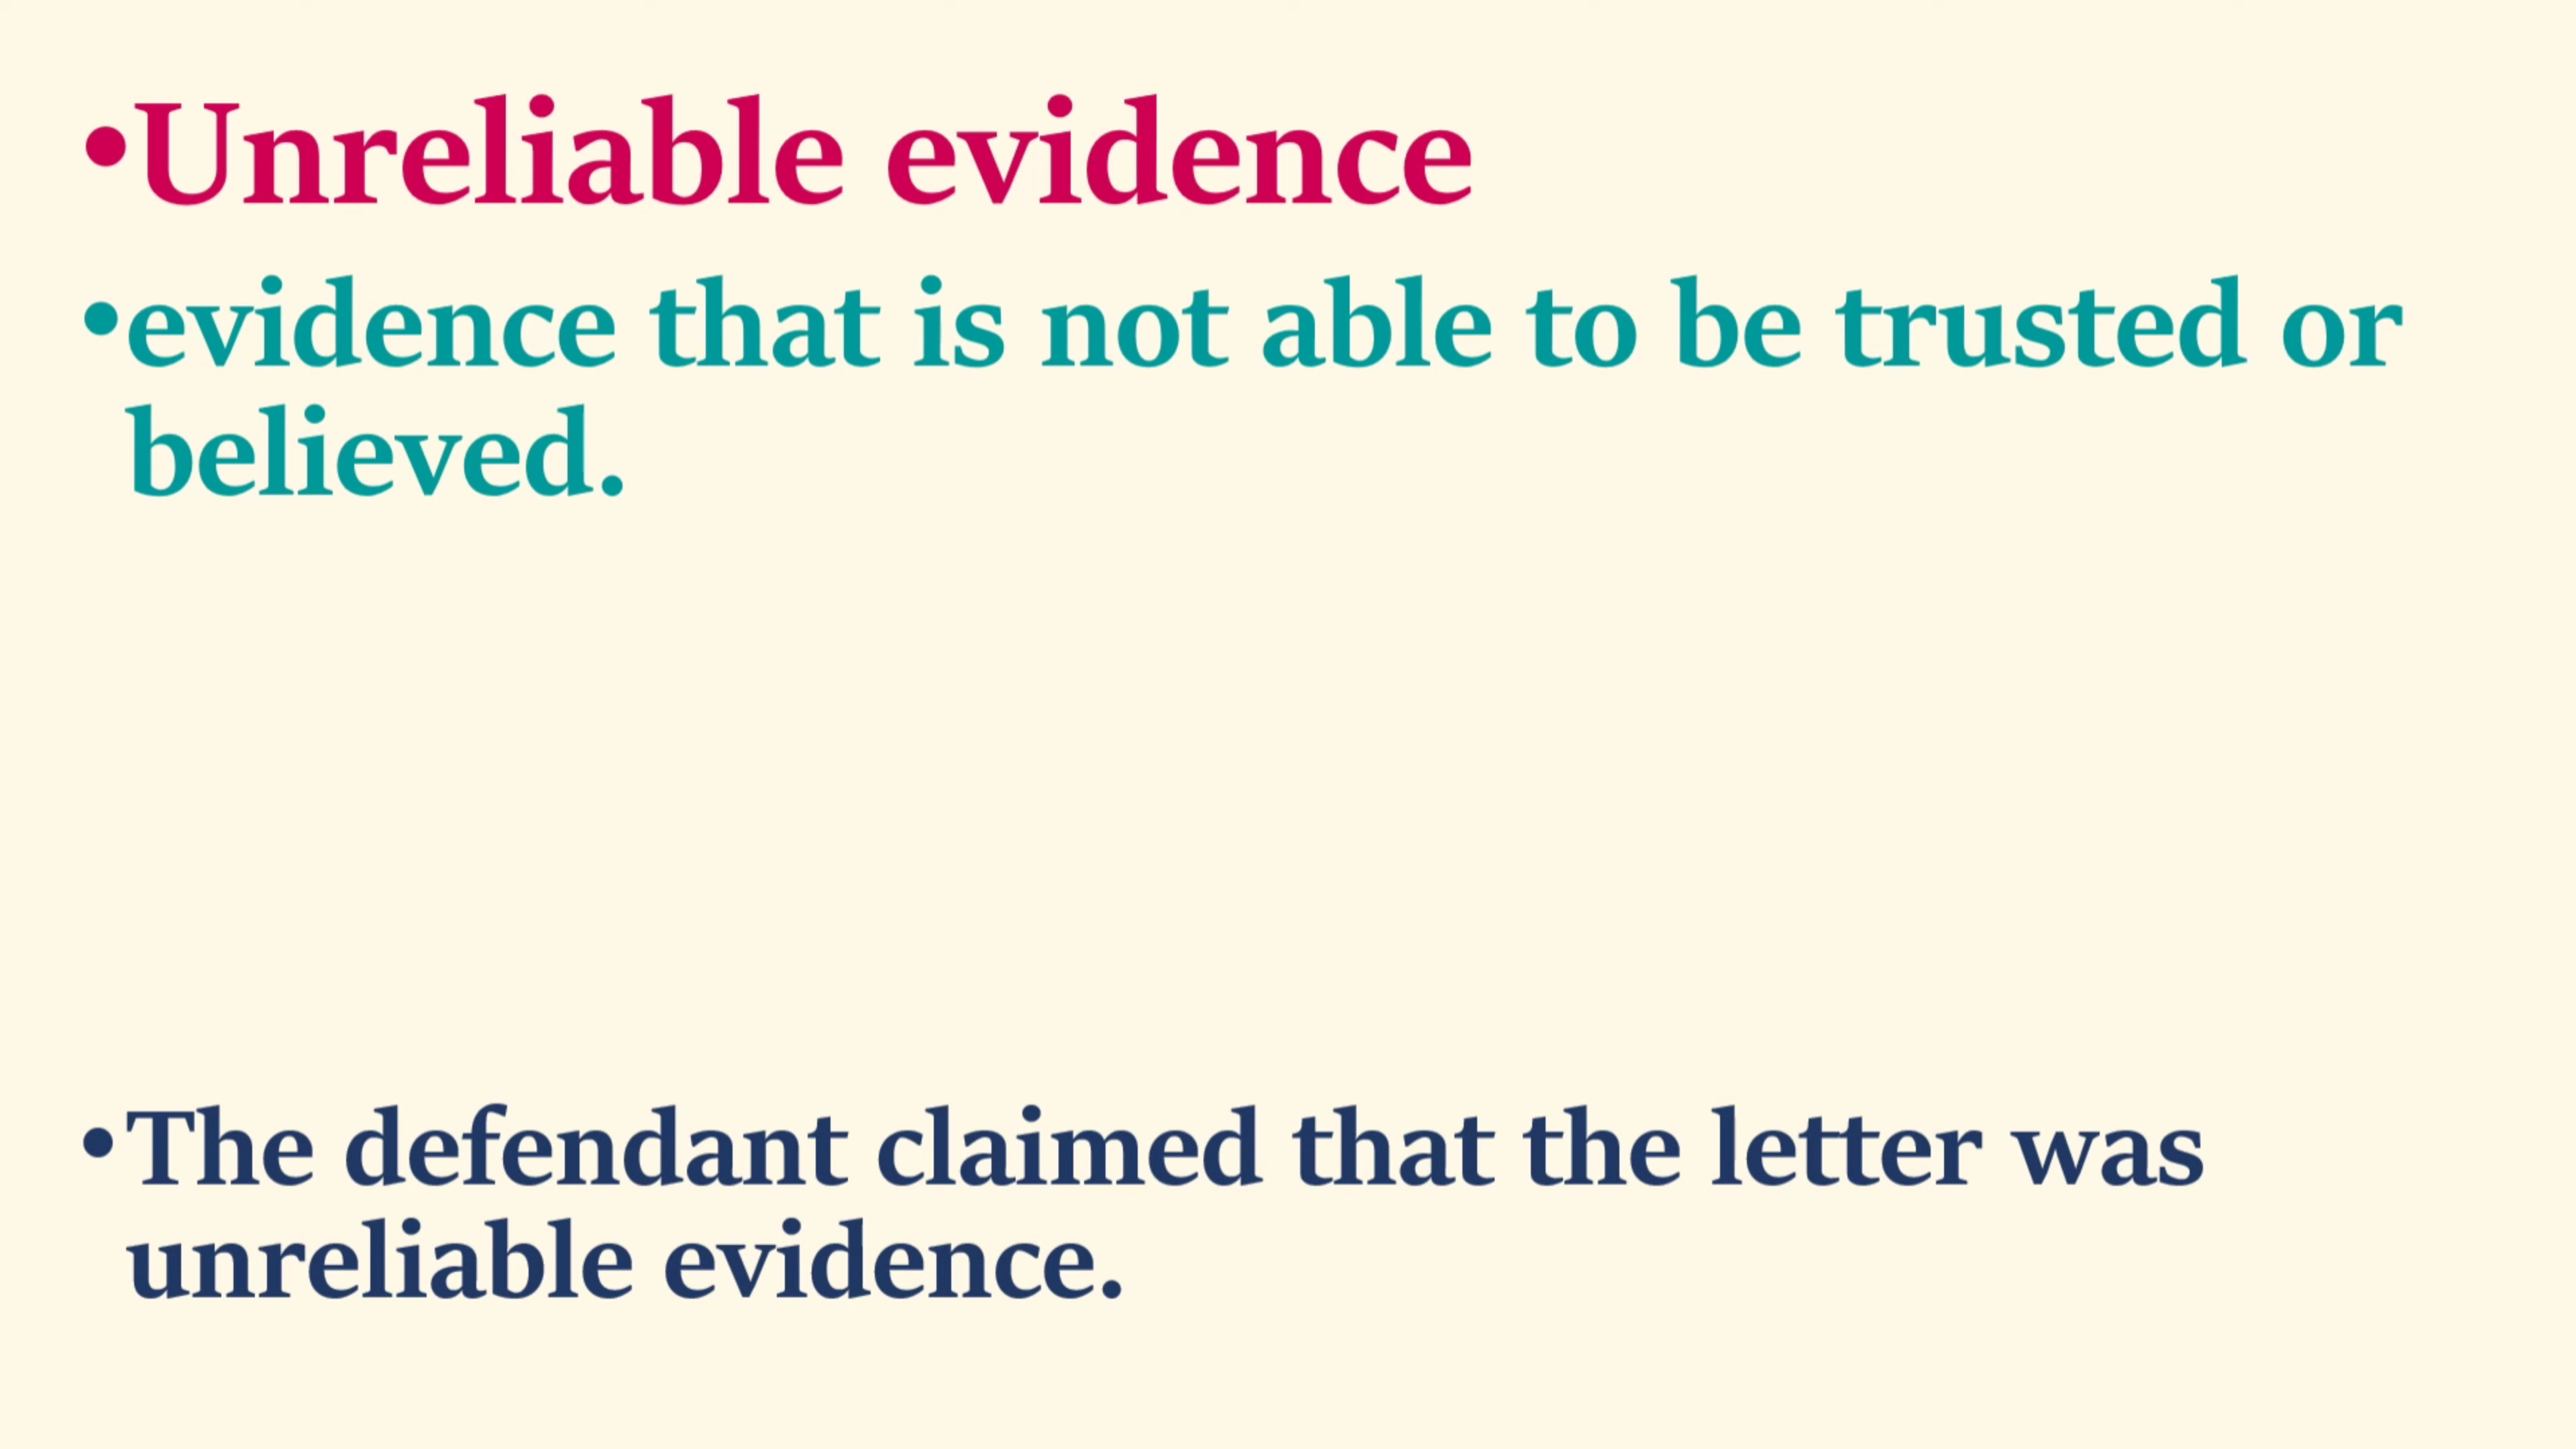 •Unreliable evidence
•evidence that is not able to be trusted or
believed.
•The defendant claimed that the letter was
unreliable evidence.